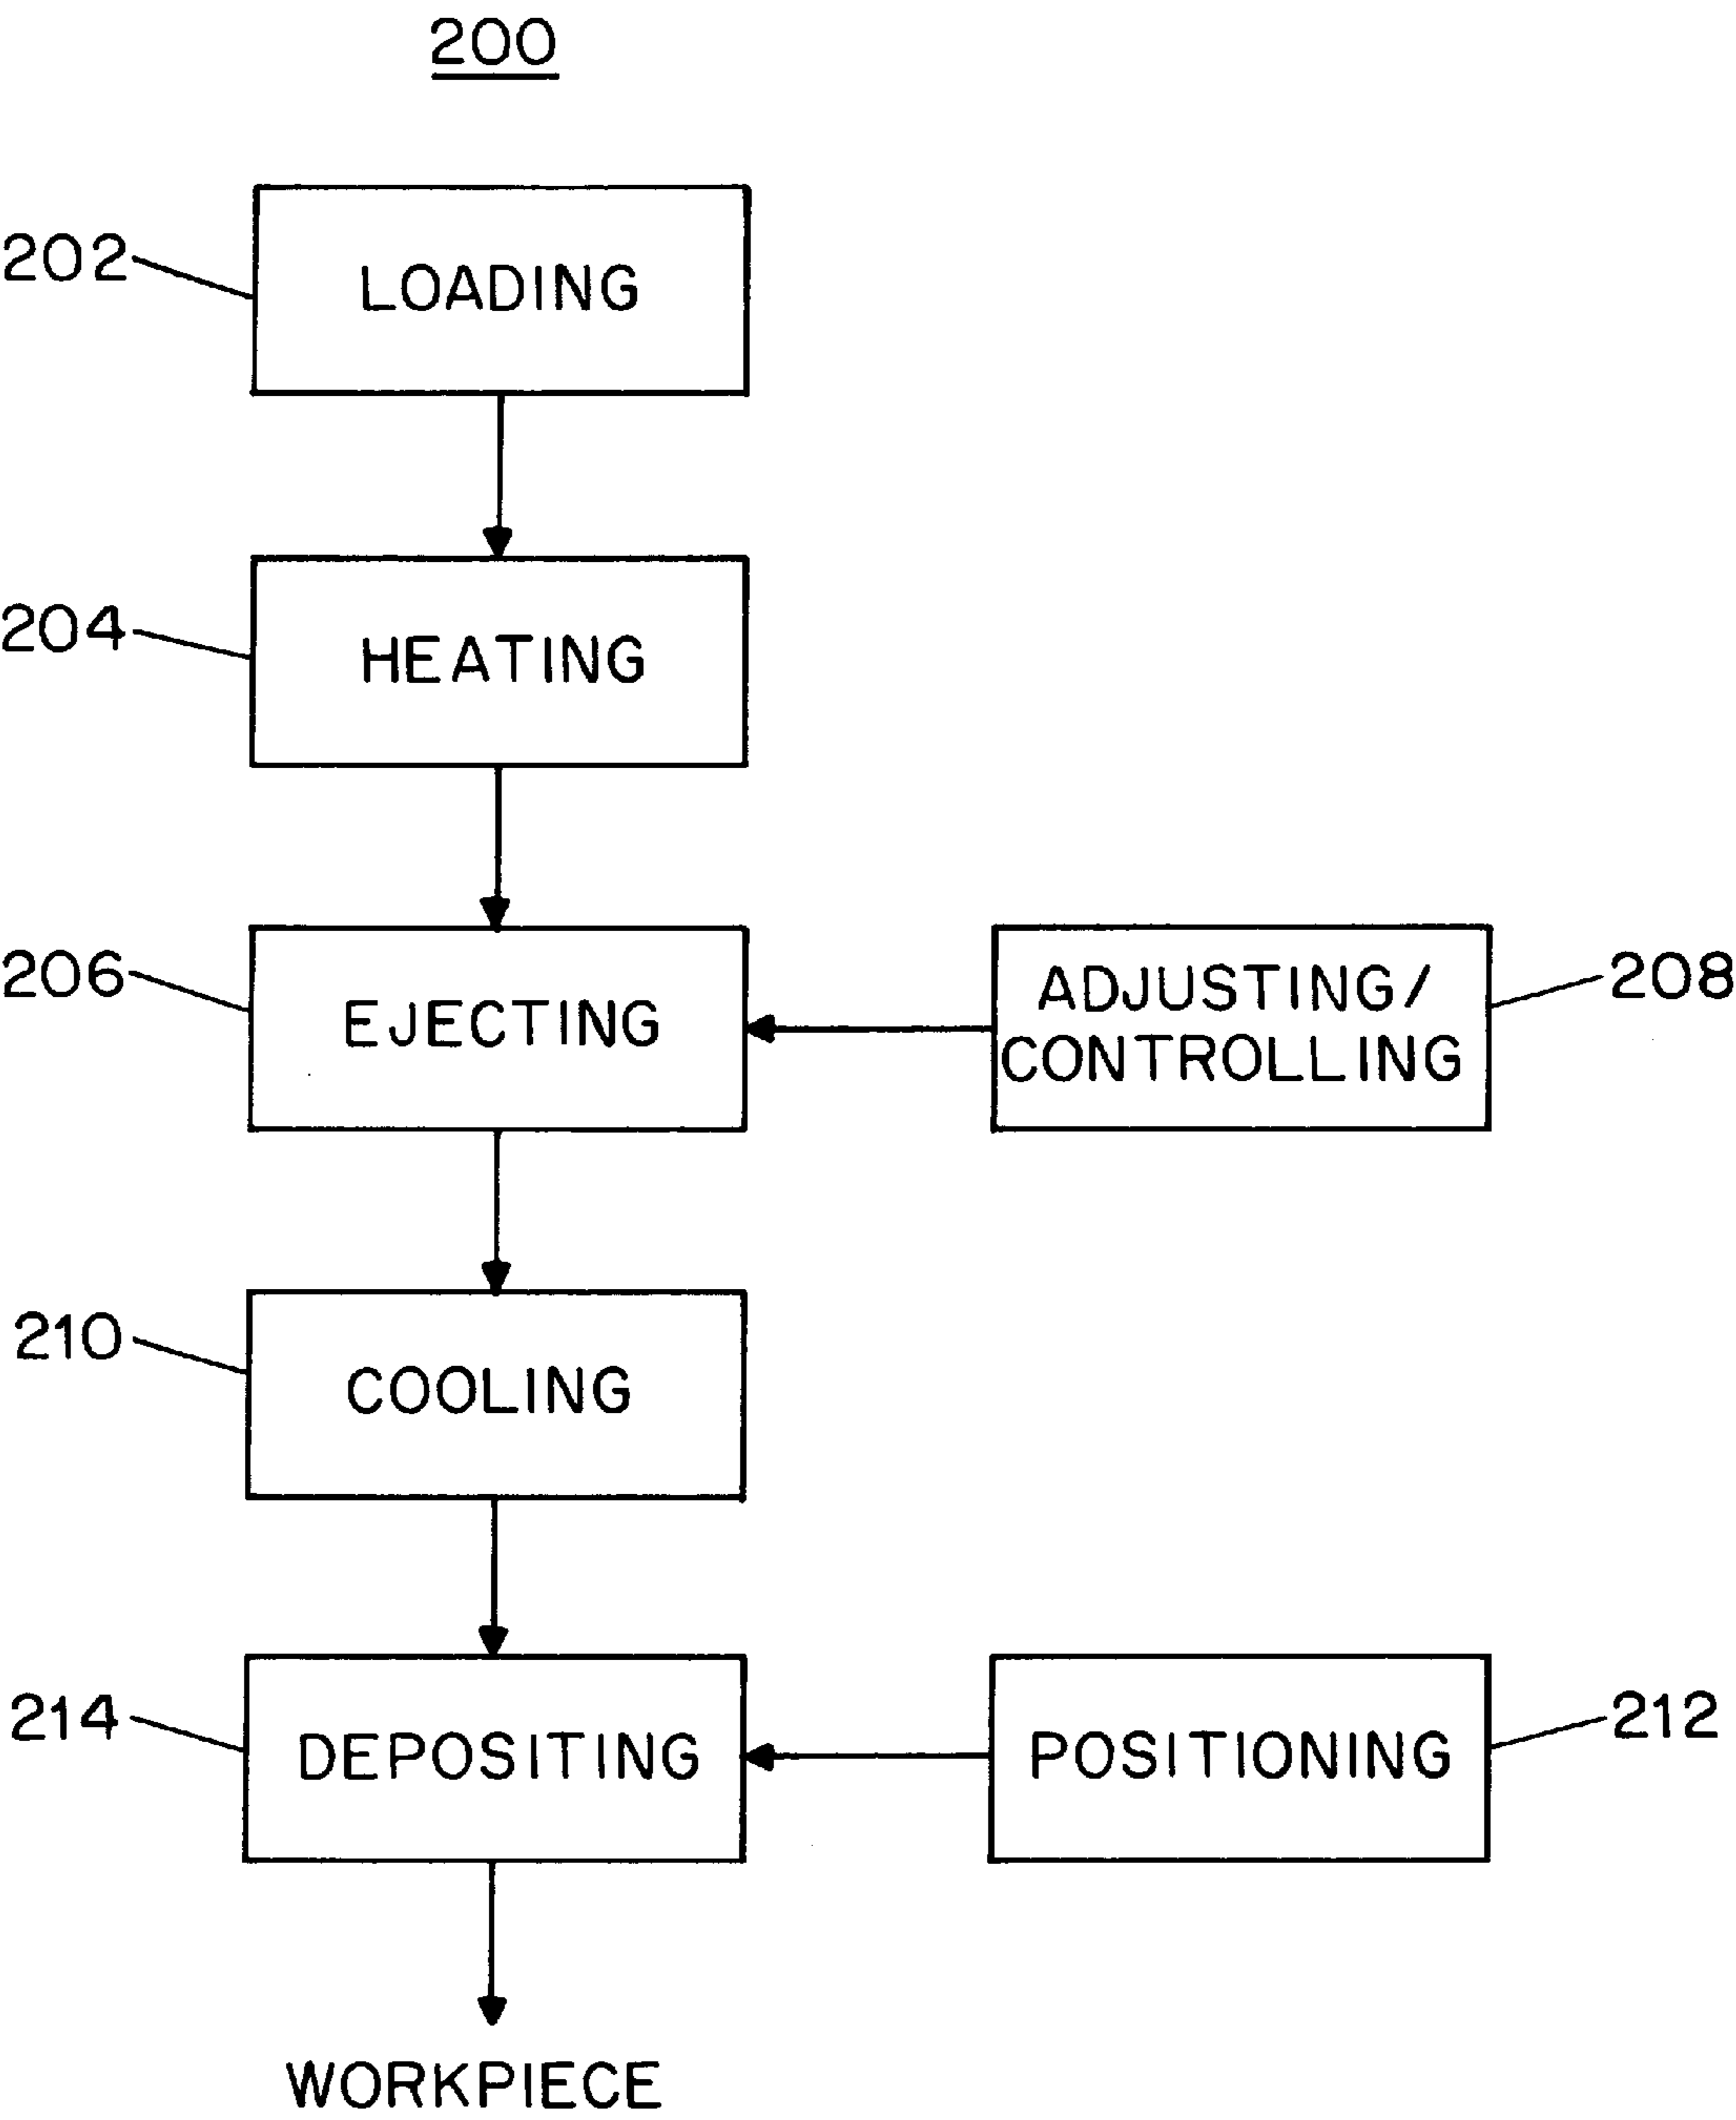 200
202
LOADING
204
HEATING
206
EJECTING
ADJUSTING/
CONTROLLING
208
210
COOLING
214
DEPOSITING
POSITIONING
212
WORKPIECE